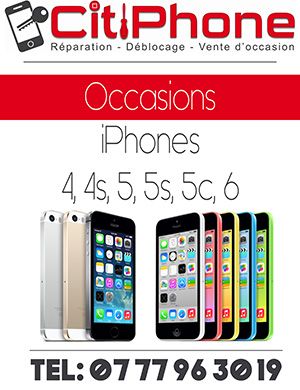 CitiPhone
Réparation - Déblocage - Vente d'occasion
Occasions
iPhones
4, 4s, 5, 5s, 5c, 6
TEL: 07 77 96 30 19